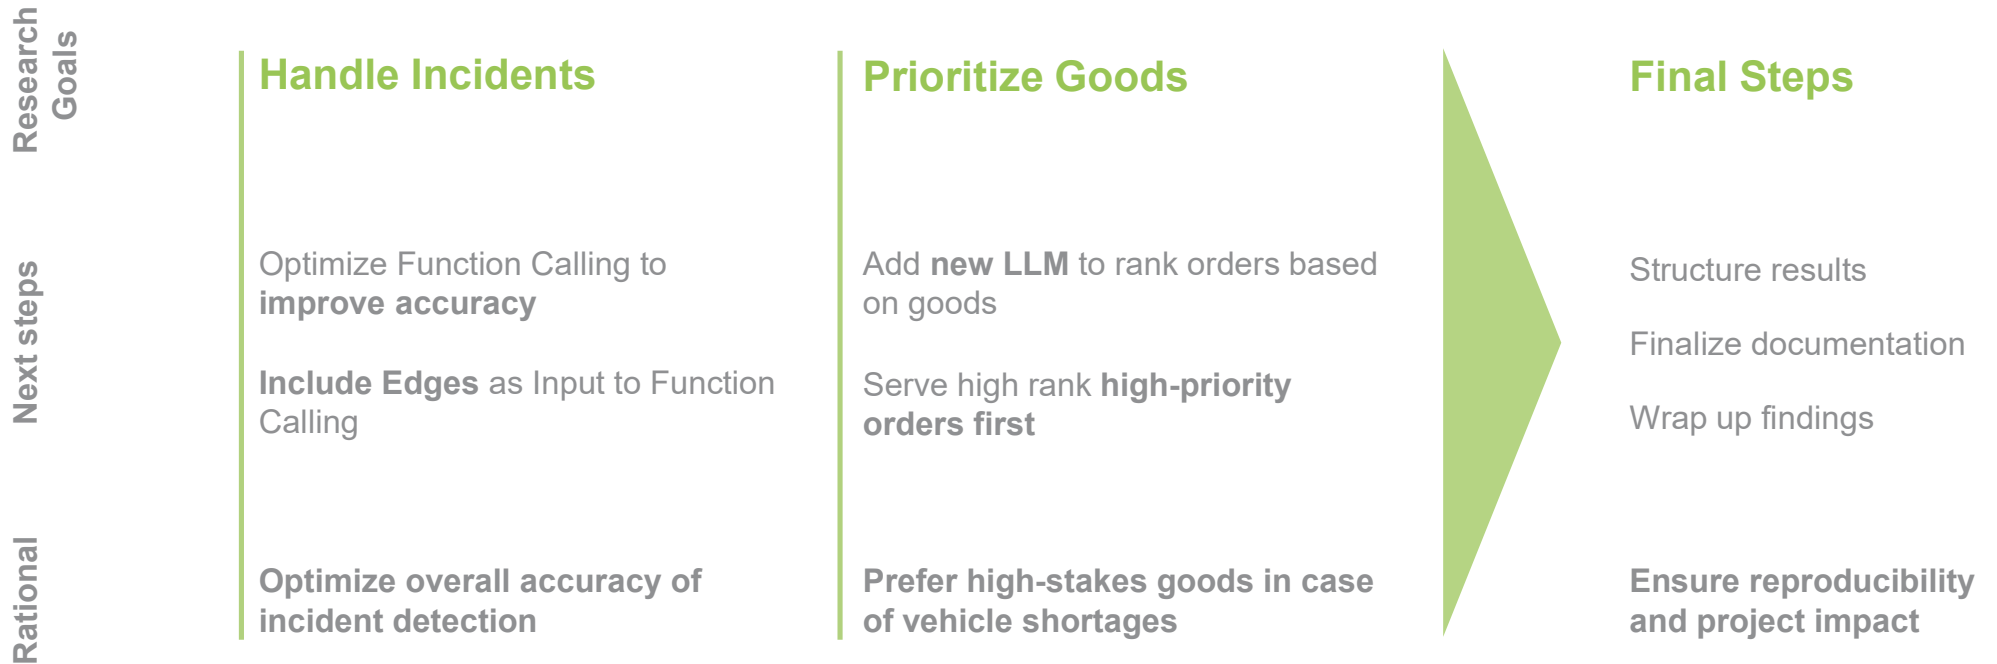 Research
Goals
Handle Incidents
Prioritize Goods
Final Steps
Next steps
Optimize Function Calling to
improve accuracy
Include Edges as Input to Function
Calling
Add new LLM to rank orders based
on goods
Serve high rank high-priority
orders first
Structure results
Finalize documentation
Wrap up findings
Rational
Optimize overall accuracy of
incident detection
Prefer high-stakes goods in case
of vehicle shortages
Ensure reproducibility
and project impact